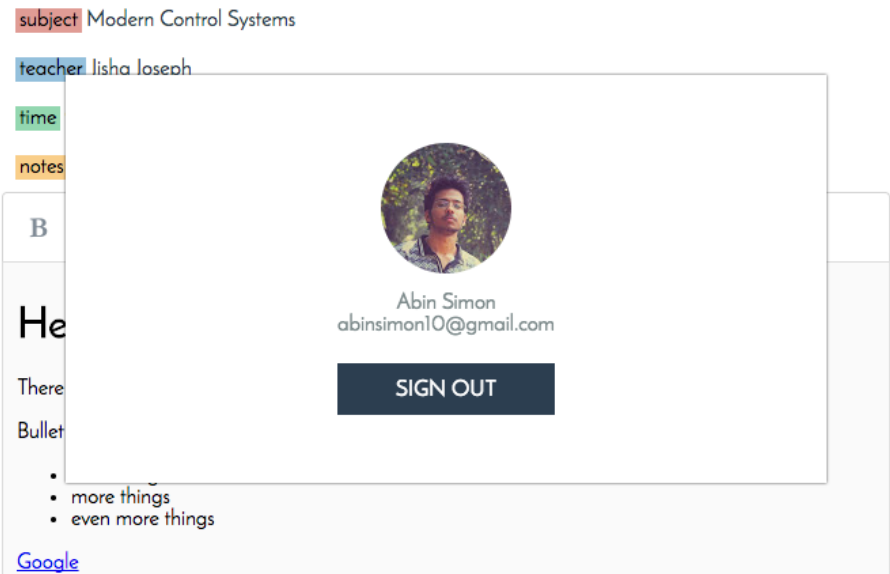 subject Modern Control Systems
teacher Jisha Joseph
time
notes
B
Abin Simon
abinsimon10@gmail.com
SIGN OUT
He
There
Bullet
more things
even more things
Google